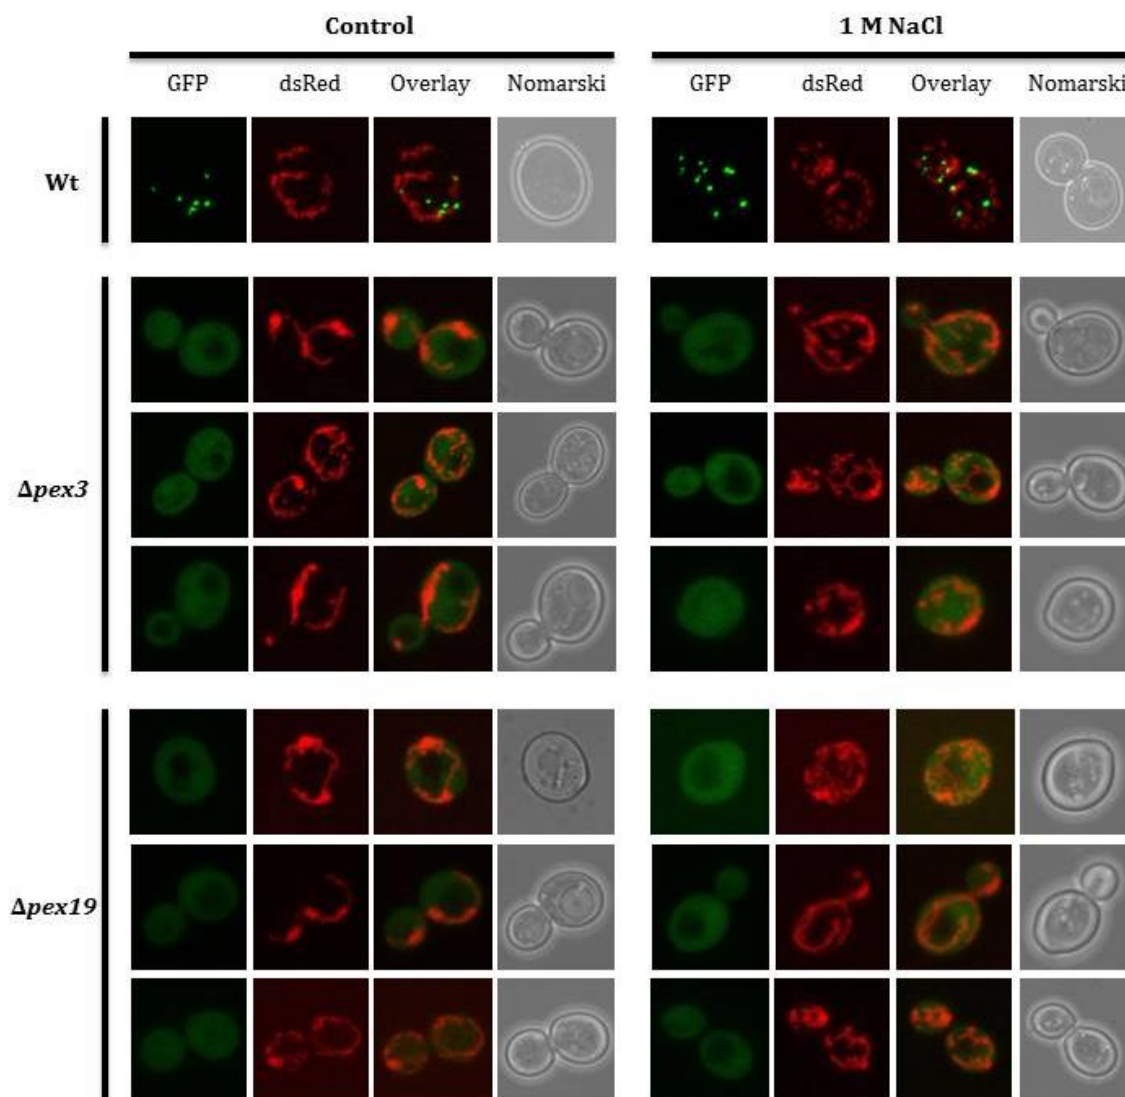 Control 1 M NaCl
GFP dsRed Overlay Nomarski GFP dsRed Overlay Nomarski
Wt
Δpex3
Δpex19